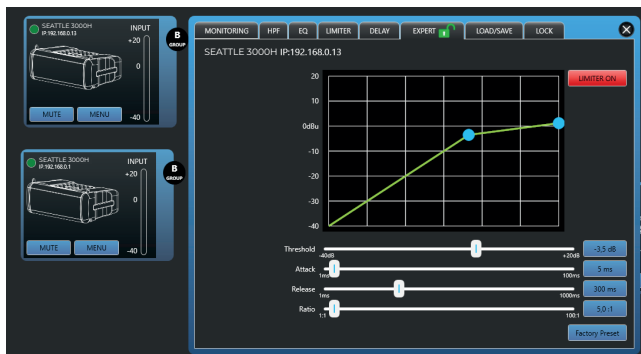 SEATTLE 3000H
IP:192.168.0.13
INPUT
+20
0
-40
B
GROUP
MUTE
MENU
SEATTLE 3000H
IP:192.168.0.1
INPUT
+20
0
-40
B
GROUP
MUTE
MENU
MONITORING HPF EQ LIMITER DELAY EXPERT LOAD/SAVE LOCK
SEATTLE 3000H IP:192.168.0.13
LIMITER ON
20
10
0dBu
-10
-20
-30
-40
Threshold
-40dB
+20dB
-3,5 dB
Attack
1ms
100ms
5 ms
Release
1ms
1000ms
300 ms
Ratio
1:1
100:1
5,0 :1
Factory Preset